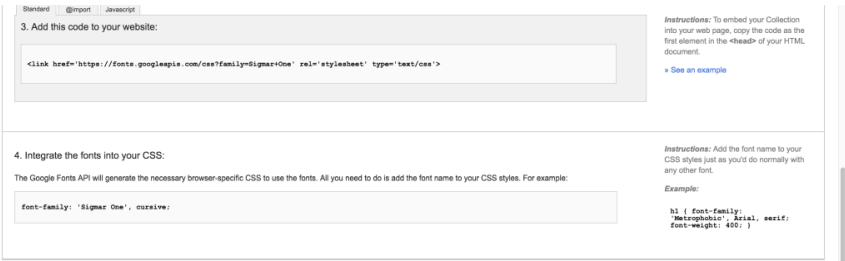 Standard @import Javascript
3. Add this code to your website:
<link href='https://fonts.googleapis.com/css?family=Sigmar+One' rel='stylesheet' type='text/css'>
Instructions: To embed your Collection
into your web page, copy the code as the
first element in the <head> of your HTML
document.
» See an example
4. Integrate the fonts into your CSS:
The Google Fonts API will generate the necessary browser-specific CSS to use the fonts. All you need to do is add the font name to your CSS styles. For example:
font-family: 'Sigmar One', cursive;
Instructions: Add the font name to your
CSS styles just as you'd do normally with
any other font.
Example:
h1 { font-family:
'Metrophobic', Arial, serif;
font-weight: 400; }